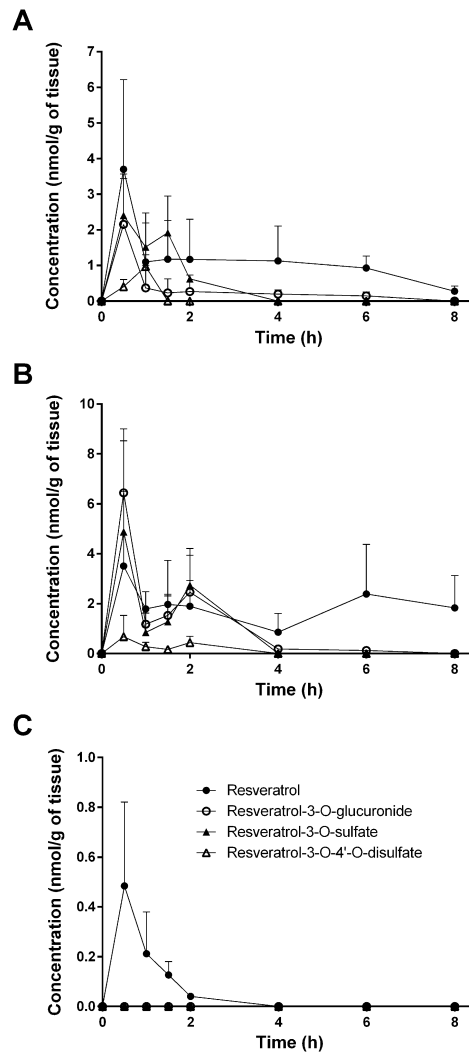 A
Concentration (nmol/g of tissue)
7
6
5
4
3
2
1
0
0 2 4 6 8
Time (h)
B
Concentration (nmol/g of tissue)
10
8
6
4
2
0
0 2 4 6 8
Time (h)
C
Concentration (nmol/g of tissue)
1.0
0.8
0.6
0.4
0.2
0.0
Resveratrol
Resveratrol-3-O-glucuronide
Resveratrol-3-O-sulfate
Resveratrol-3-O-4'-O-disulfate
0 2 4 6 8
Time (h)